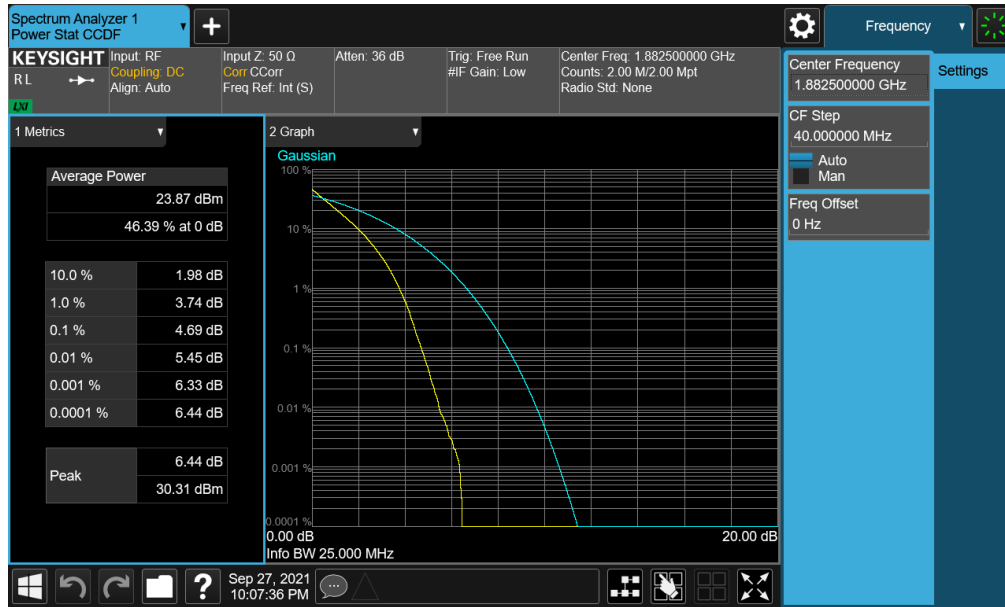 Spectrum Analyzer 1
Power Stat CCDF
+
Frequency
KEYSIGHT
R L
LXI
Input: RF
Coupling: DC
Align: Auto
Input Z: 50 Ω
Corr CCorr
Freq Ref: Int (S)
Atten: 36 dB
Trig: Free Run
#IF Gain: Low
Center Freq: 1.882500000 GHz
Counts: 2.00 M/2.00 Mpt
Radio Std: None
Center Frequency
1.882500000 GHz
Settings
CF Step
40.000000 MHz
Auto
Man
Freq Offset
0 Hz
1 Metrics
Average Power
23.87 dBm
46.39 % at 0 dB
10.0 % 1.98 dB
1.0 % 3.74 dB
0.1 % 4.69 dB
0.01 % 5.45 dB
0.001 % 6.33 dB
0.0001 % 6.44 dB
Peak
6.44 dB
30.31 dBm
2 Graph
Gaussian
100 %
10 %
1 %
0.1 %
0.01 %
0.001 %
0.0001 %
0.00 dB 20.00 dB
Info BW 25.000 MHz
?
Sep 27, 2021
10:07:36 PM